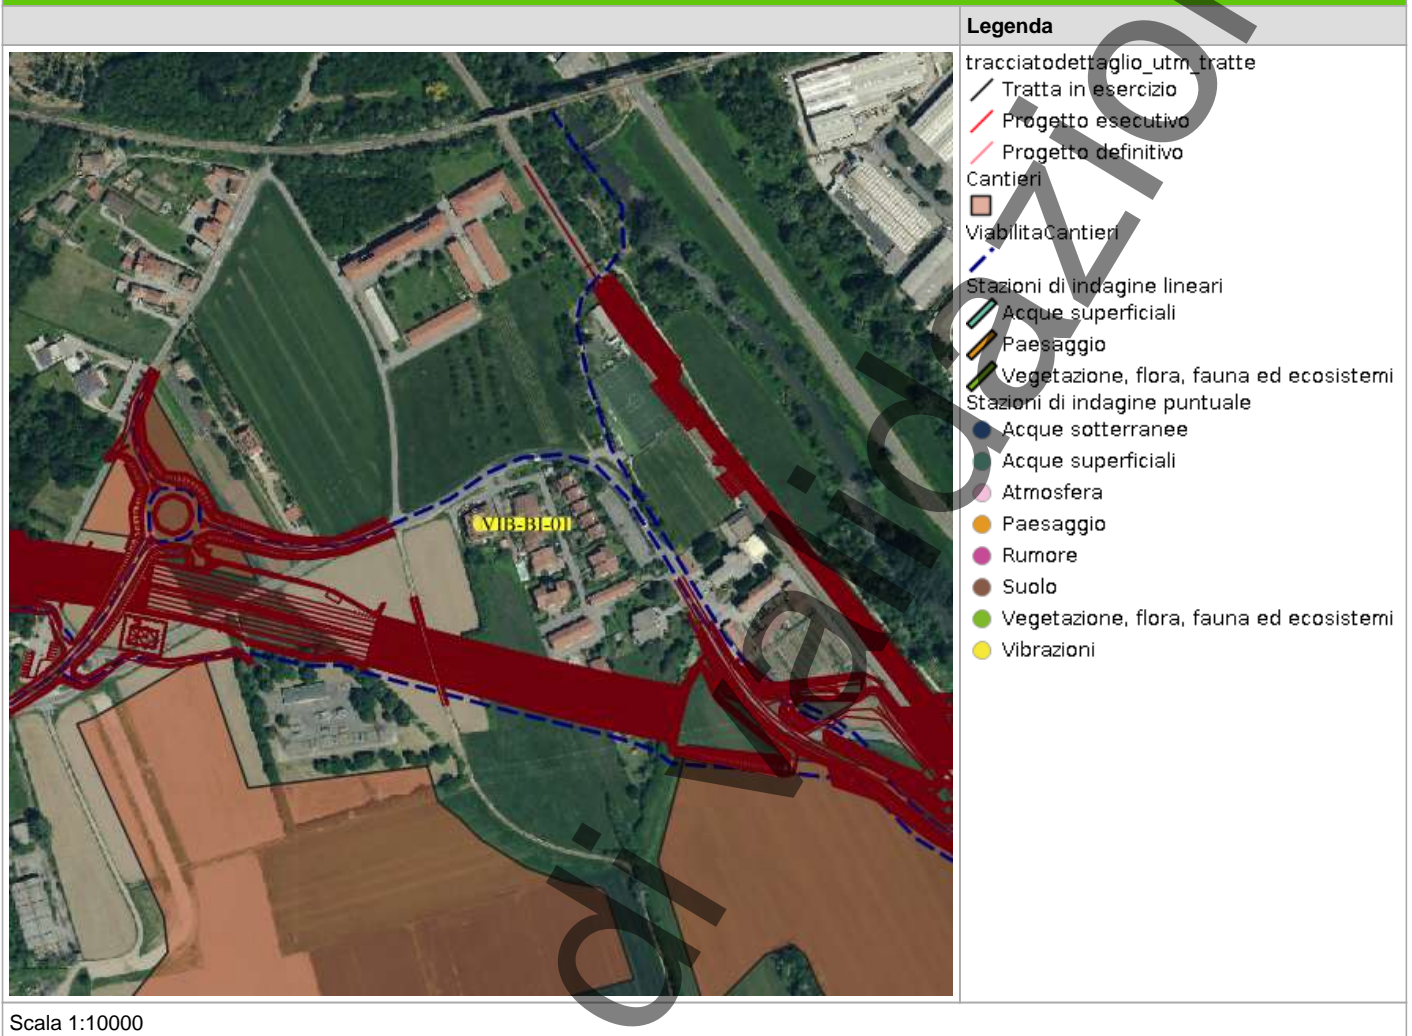 Legenda
tracciatodettaglio_utm_tratte
Tratta in esercizio
Progetto esecutivo
Progetto definitivo
Cantieri
ViabilitaCantieri
Stazioni di indagine lineari
Acque superficiali
Paesaggio
Vegetazione, flora, fauna ed ecosistemi
Stazioni di indagine puntuale
Acque sotterranee
Acque superficiali
Atmosfera
Paesaggio
Rumore
Suolo
Vegetazione, flora, fauna ed ecosistemi
Vibrazioni
VIB-BI-01
di
Scala 1:10000